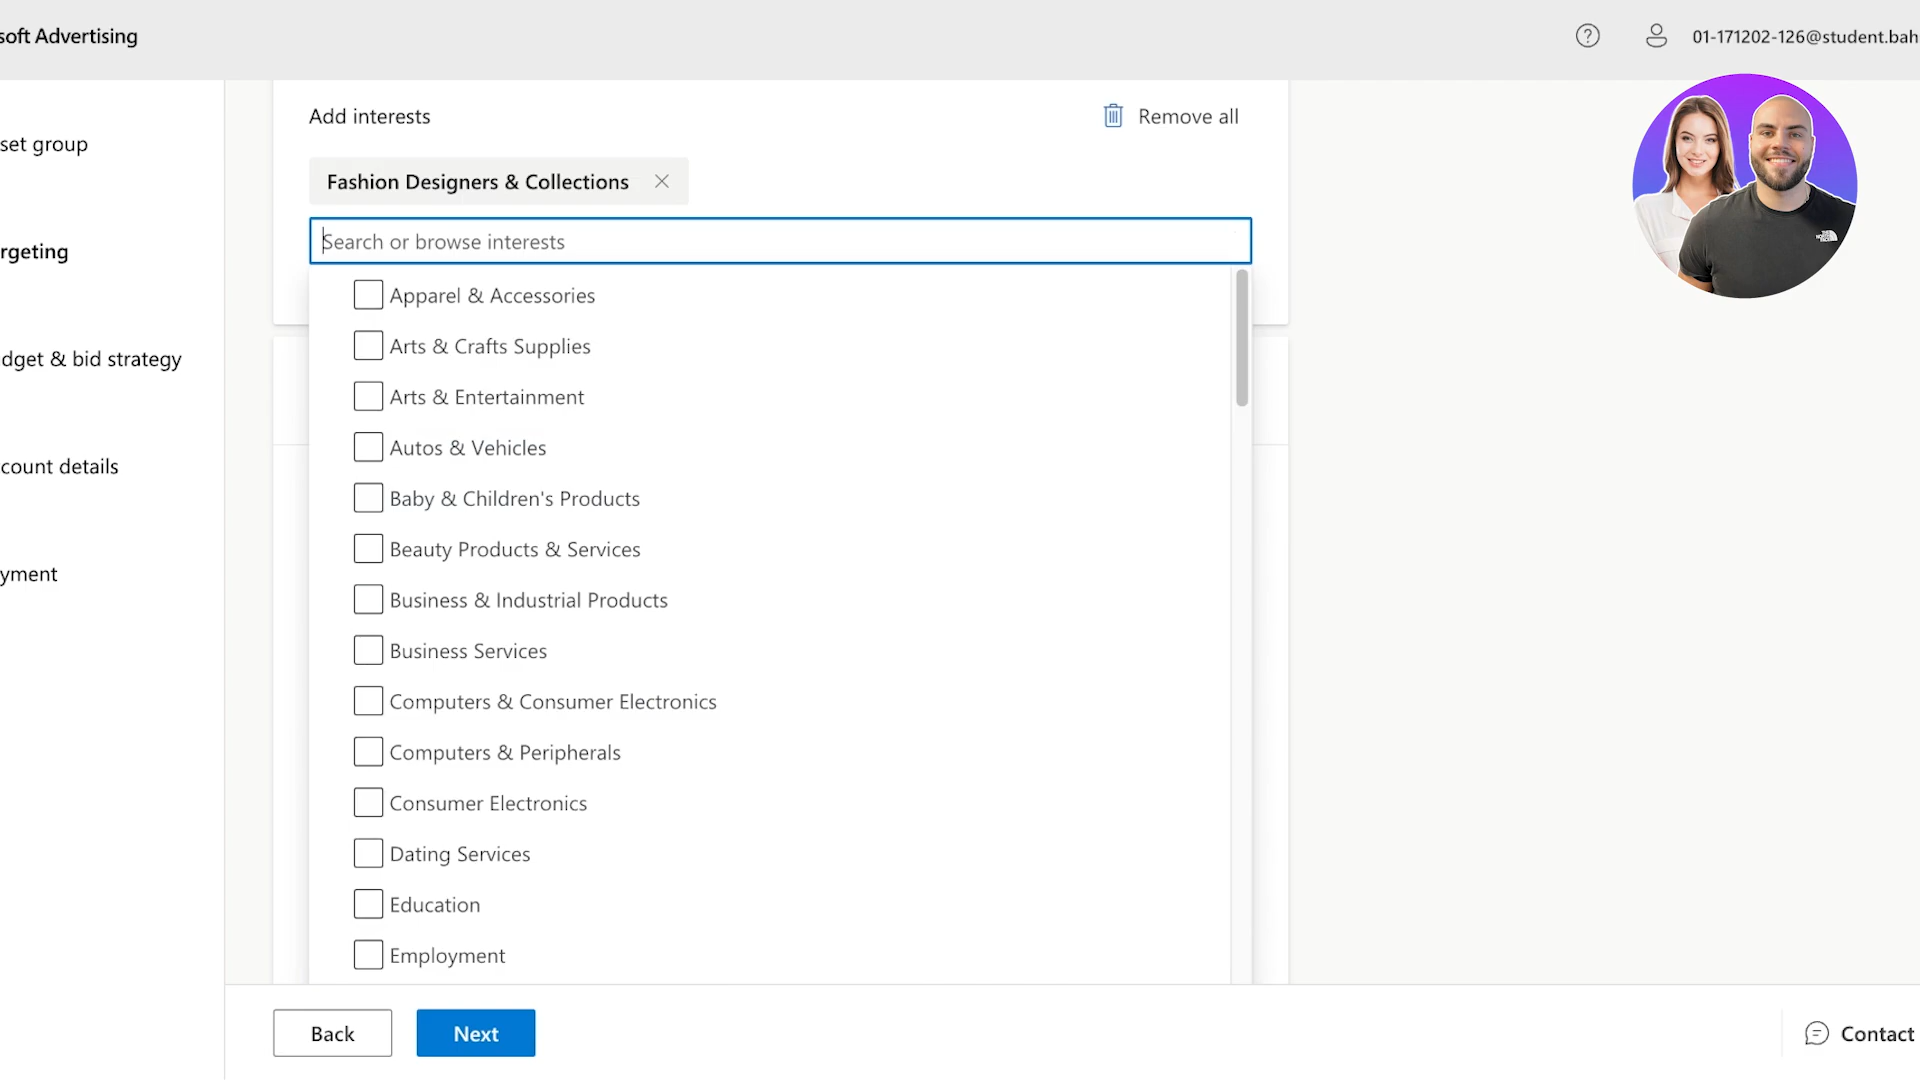 soft Advertising
01-171202-126@student.bah
set group
rgeting
dget & bid strategy
count details
yment
Add interests
Remove all
Fashion Designers & Collections
Search or browse interests
Apparel & Accessories
Arts & Crafts Supplies
Arts & Entertainment
Autos & Vehicles
Baby & Children's Products
Beauty Products & Services
Business & Industrial Products
Business Services
Computers & Consumer Electronics
Computers & Peripherals
Consumer Electronics
Dating Services
Education
Employment
Back
Next
Contact